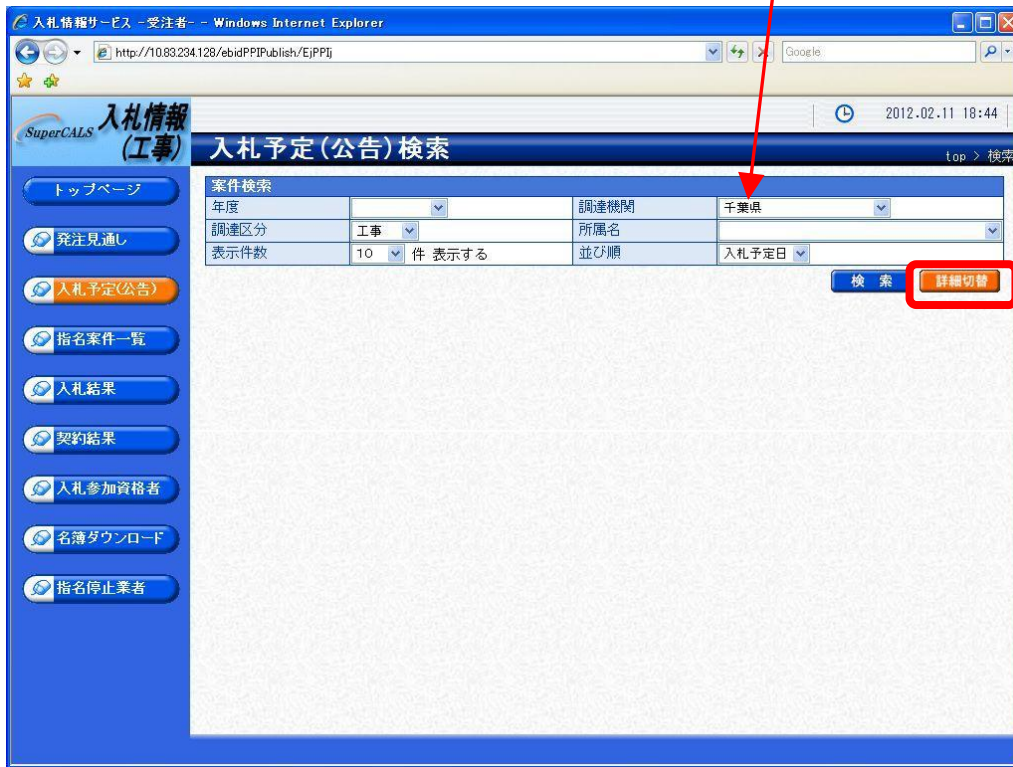 入札情報サービス -受注者- - Windows Internet Explorer
http://10.83.234.128/ebidPPIPublish/EjPPIj
Google
SuperCALS 入札情報
(工事)
2012.02.11 18:44
入札予定(公告)検索
top > 検索
トップページ
発注見通し
入札予定(公告)
指名案件一覧
入札結果
契約結果
入札参加資格者
名簿ダウンロード
指名停止業者
案件検索
年度 調達機関 千葉県
調達区分 工事 所属名
表示件数 10 件 表示する 並び順 入札予定日
検 索 詳細切替